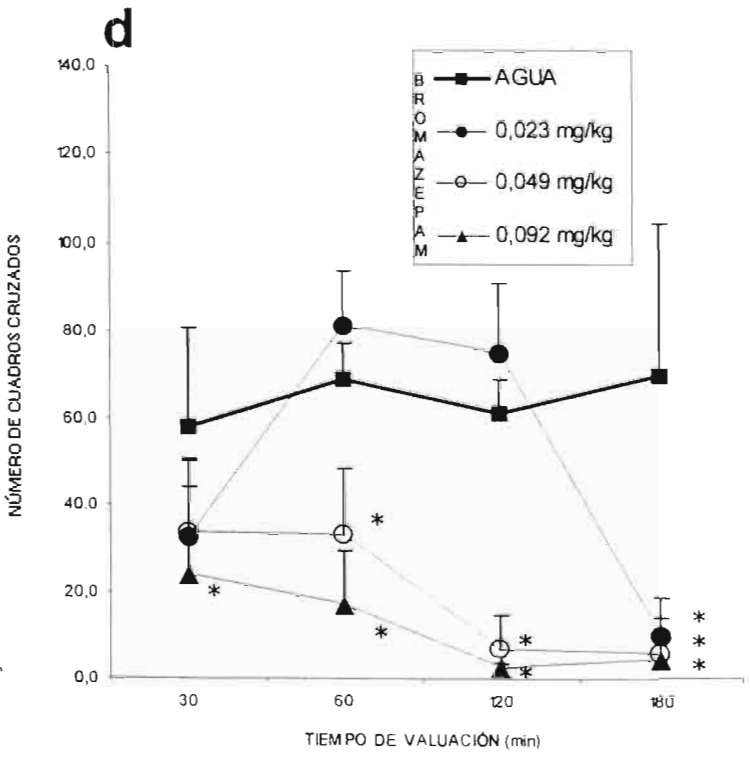 d
BROMAZEPAM
AGUA
0,023 mg/kg
0,049 mg/kg
0,092 mg/kg
NÚMERO DE CUADROS CRUZADOS
140,0
120,0
100,0
80,0
60,0
40,0
20,0
0,0
*
*
*
*
*
*
*
*
30
60
120
180
TIEMPO DE VALUACIÓN (min)